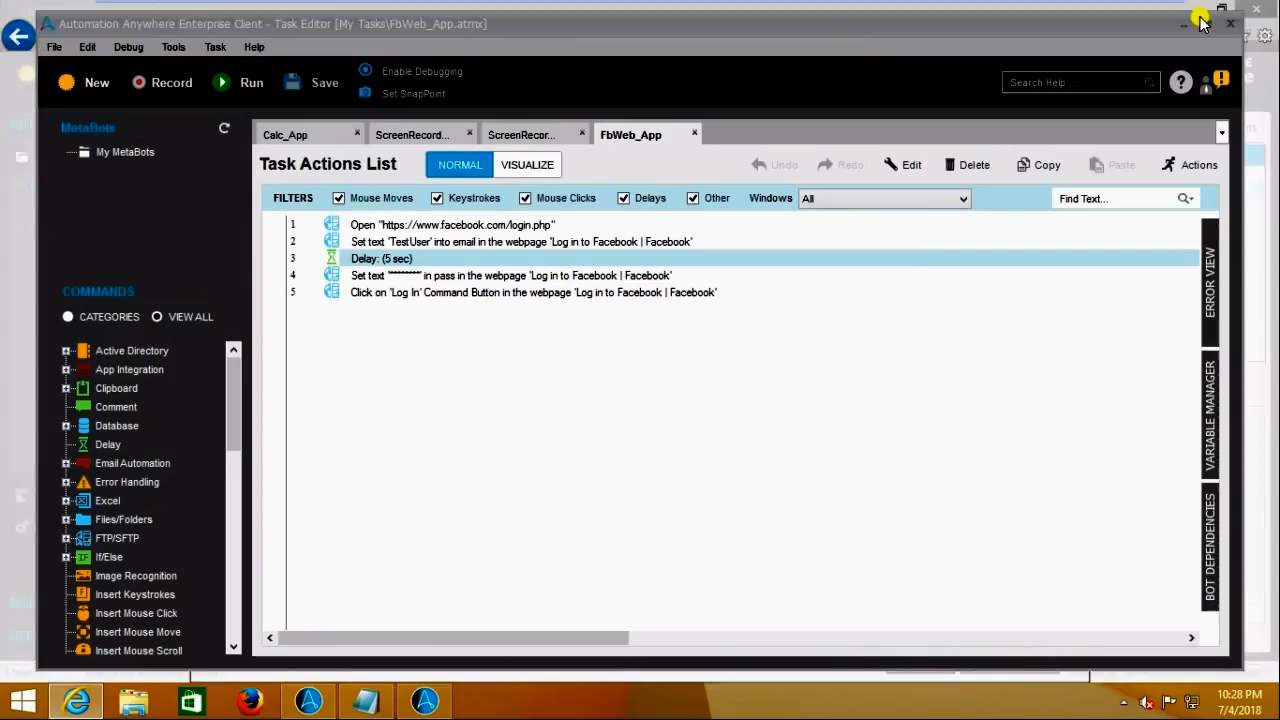 Automation Anywhere Enterprise Client - Task Editor [My Tasks\FbWeb_App.atmx]
File Edit Debug Tools Task Help
New Record Run Save
Enable Debugging
Set SnapPoint
Search Help...
MetaBots
My MetaBots
Calc_App ScreenRecord... ScreenRecor... FbWeb_App
Task Actions List NORMAL VISUALIZE Undo Redo Edit Delete Copy Paste Actions
FILTERS Mouse Moves Keystrokes Mouse Clicks Delays Other Windows All Find Text...
1 Open "https://www.facebook.com/login.php"
2 Set text 'TestUser' into email in the webpage 'Log in to Facebook | Facebook'
3 Delay: (5 sec)
4 Set text '********' in pass in the webpage 'Log in to Facebook | Facebook'
5 Click on 'Log In' Command Button in the webpage 'Log in to Facebook | Facebook'
COMMANDS
CATEGORIES VIEW ALL
Active Directory
App Integration
Clipboard
Comment
Database
Delay
Email Automation
Error Handling
Excel
Files/Folders
FTP/SFTP
If/Else
Image Recognition
Insert Keystrokes
Insert Mouse Click
Insert Mouse Move
Insert Mouse Scroll
ERROR VIEW
VARIABLE MANAGER
BOT DEPENDENCIES
10:28 PM
7/4/2018